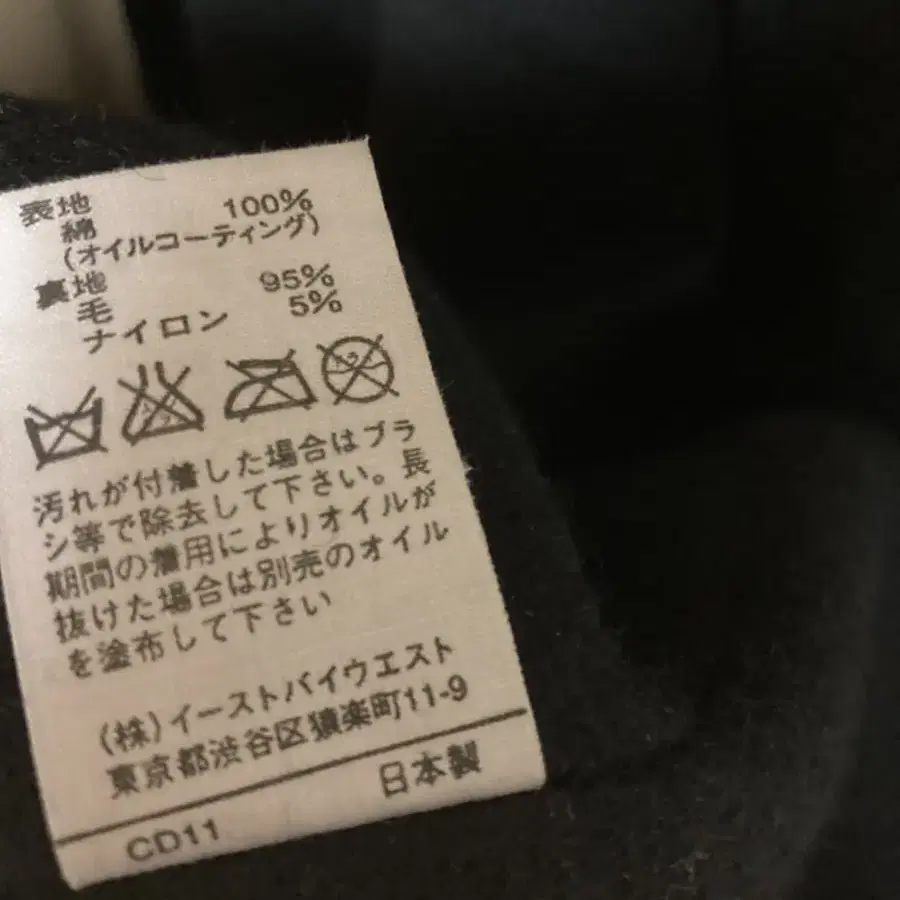 表地
綿 100%
(オイルコーティング)
裏地
毛 95%
ナイロン 5%
汚れが付着した場合はブラ
シ等で除去して下さい。長
期間の着用によりオイルが
抜けた場合は別売のオイル
を塗布して下さい
(株)イーストバイウエスト
東京都渋谷区猿楽町11-9
日本製
CD11